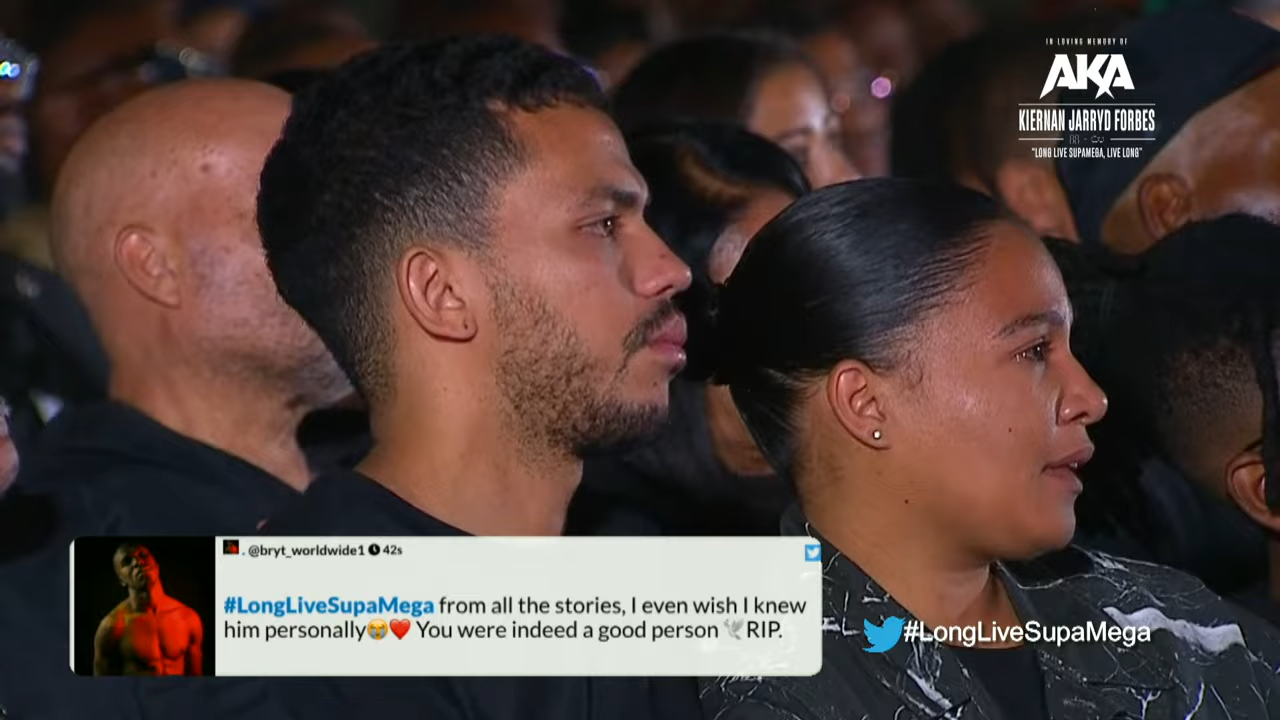 IN LOVING MEMORY OF
AKA
KIERNAN JARRYD FORBES
"LONG LIVE SUPAMEGA, LIVE LONG"
. @bryt_worldwide1 42s
#LongLiveSupaMega from all the stories, I even wish I knew
him personally😭❤️ You were indeed a good person 🕊️RIP.
#LongLiveSupaMega